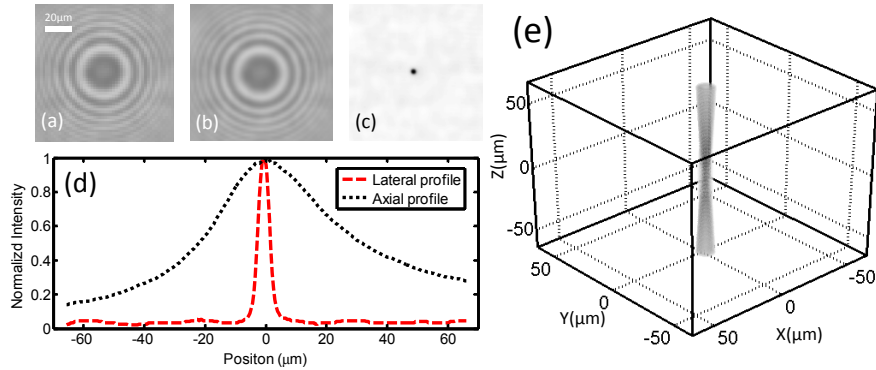 20µm
(a)
(b)
(c)
(d)
Lateral profile
Axial profile
1
0.8
0.6
0.4
0.2
0
Normalizd Intensity
-60
-40
-20
0
20
40
60
Positon (µm)
(e)
50
0
-50
Z(µm)
50
0
-50
Y(µm)
50
0
-50
X(µm)